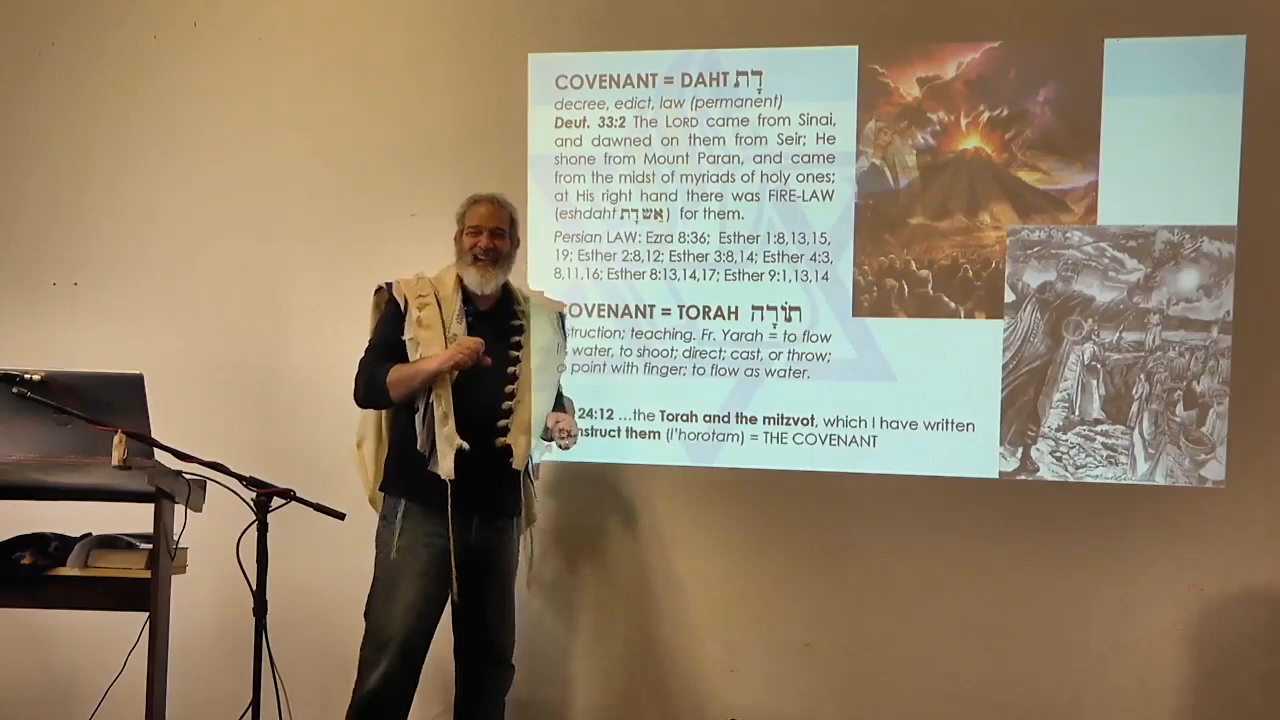 COVENANT = DAHT דָּת
decree, edict, law (permanent)
Deut. 33:2 The LORD came from Sinai,
and dawned on them from Seir; He
shone from Mount Paran, and came
from the midst of myriads of holy ones;
at His right hand there was FIRE-LAW
(eshdaht אֵשׁ דָּת) for them.
Persian LAW: Ezra 8:36; Esther 1:8,13,15,
19; Esther 2:8,12; Esther 3:8,14; Esther 4:3,
8,11,16; Esther 8:13,14,17; Esther 9:1,13,14
OVENANT = TORAH תּוֹרָה
struction; teaching. Fr. Yarah = to flow
water, to shoot; direct; cast, or throw;
point with finger; to flow as water.
24:12 ...the Torah and the mitzvot, which I have written
nstruct them (l'horotam) = THE COVENANT